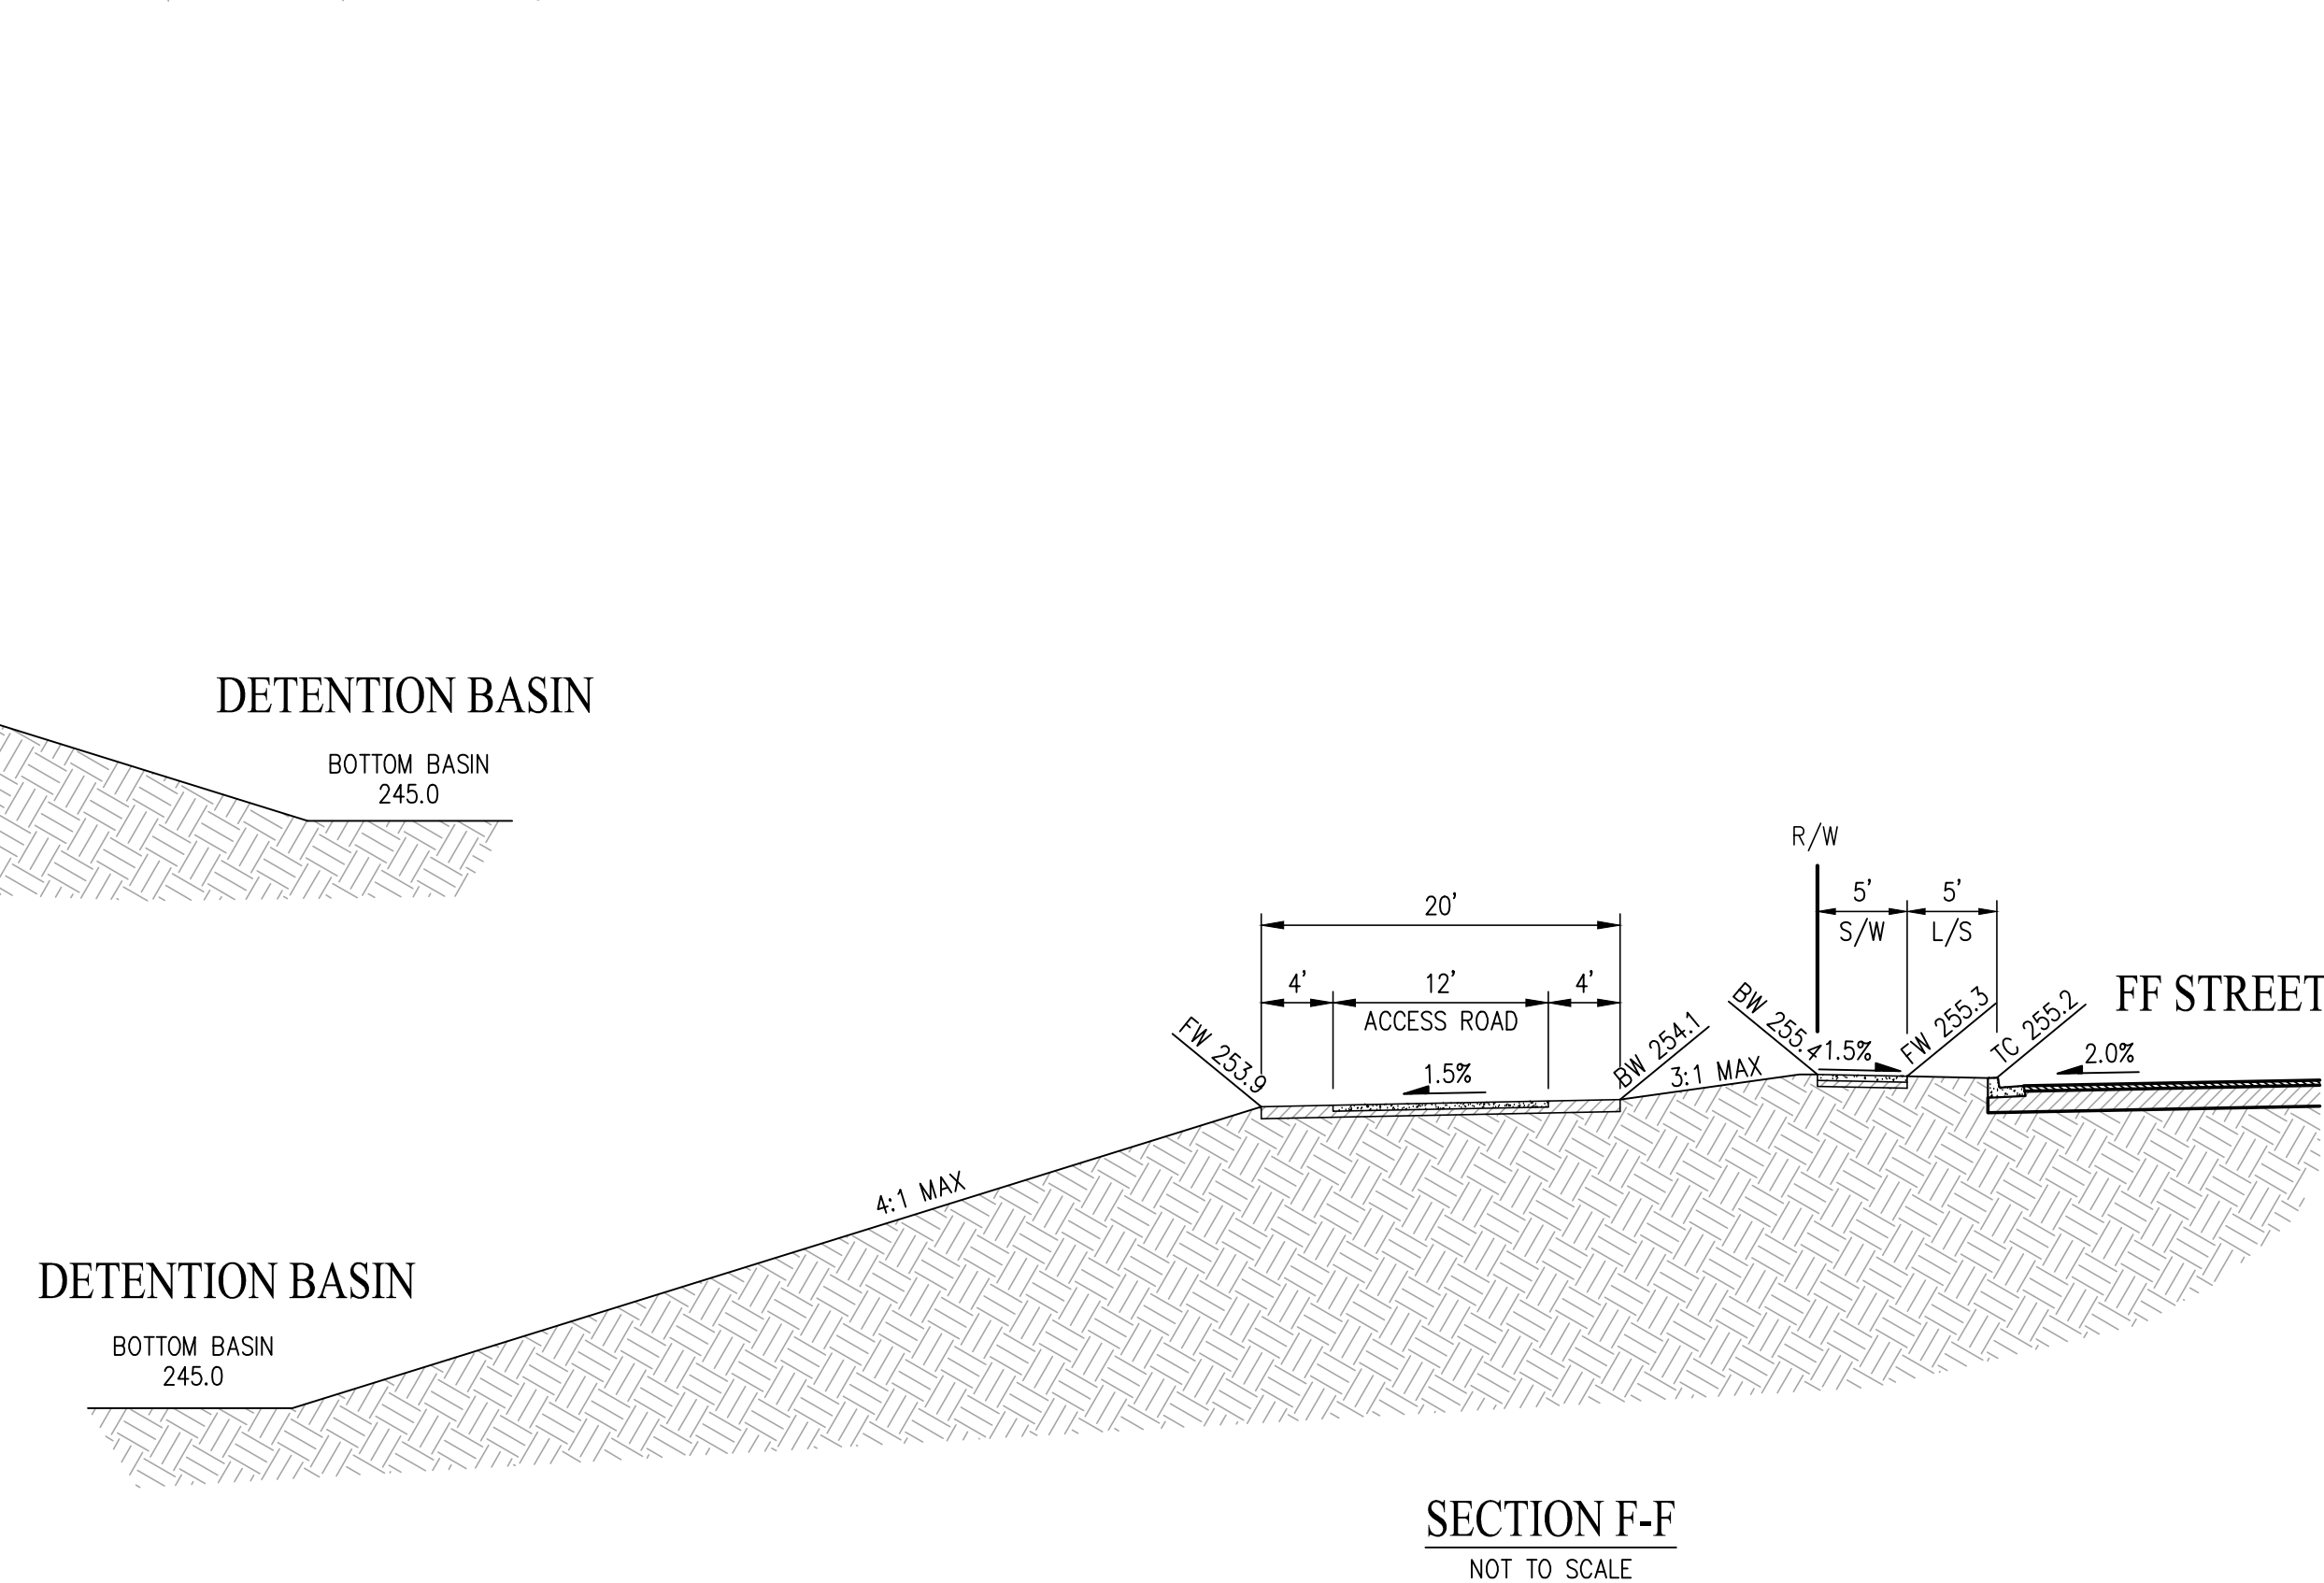 DETENTION BASIN
BOTTOM BASIN
245.0
R/W
5'
5'
S/W
L/S
20'
4'
12'
4'
ACCESS ROAD
FF STREET
FW 253.9
1.5%
BW 254.1
3:1 MAX
BW 255.4
1.5%
FW 255.3
TC 255.2
2.0%
4:1 MAX
DETENTION BASIN
BOTTOM BASIN
245.0
SECTION F-F
NOT TO SCALE